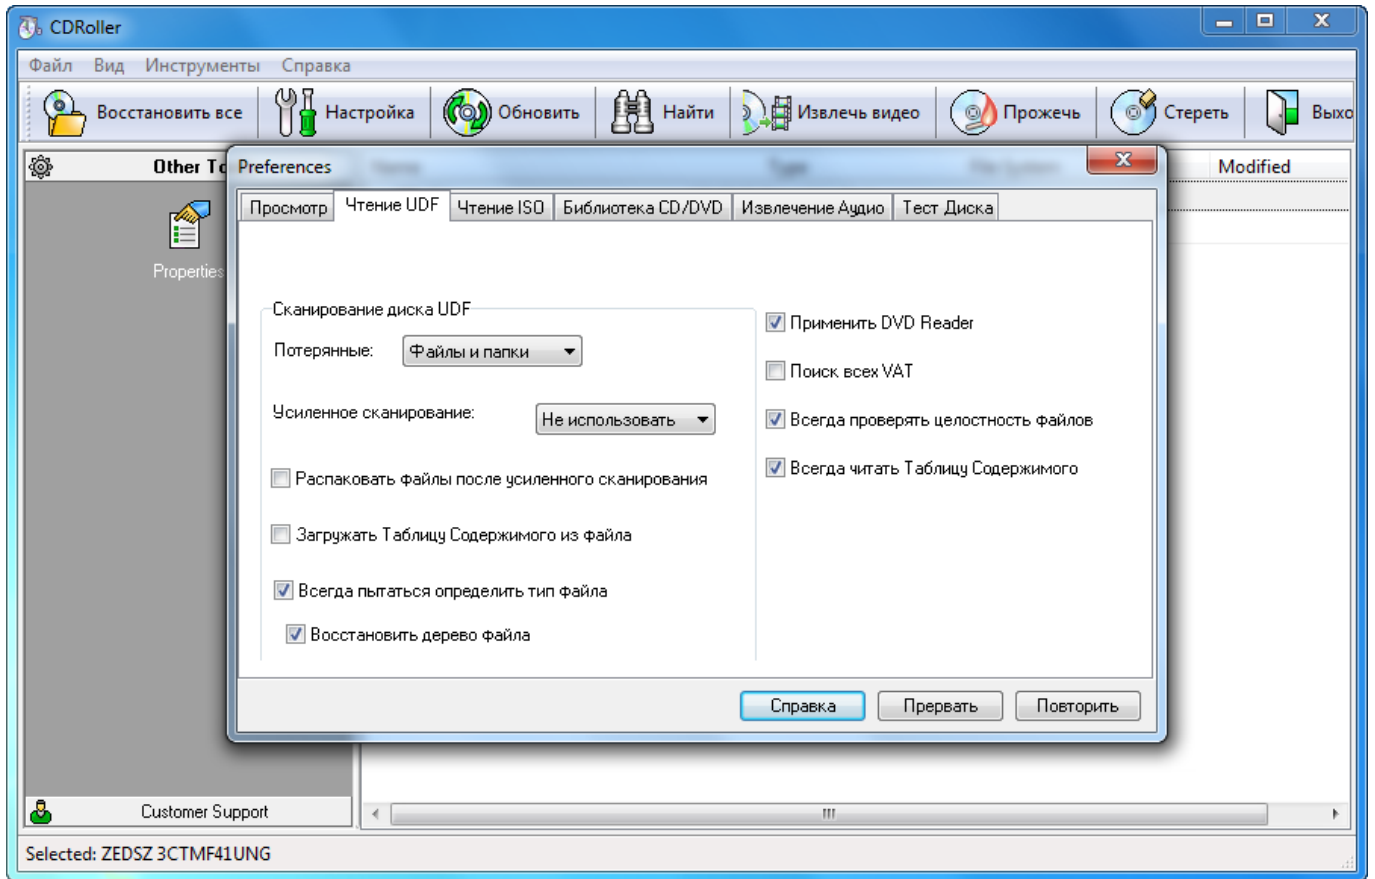 CDRoller
Файл Вид Инструменты Справка
Восстановить все Настройка Обновить Найти Извлечь видео Прожечь Стереть Выхо
Other To
Preferences
Modified
Просмотр Чтение UDF Чтение ISO Библиотека CD/DVD Извлечение Аудио Тест Диска
Properties
Сканирование диска UDF
Потерянные: Файлы и папки
Усиленное сканирование: Не использовать
Распаковать файлы после усиленного сканирования
Загружать Таблицу Содержимого из файла
Всегда пытаться определить тип файла
Восстановить дерево файла
Применить DVD Reader
Поиск всех VAT
Всегда проверять целостность файлов
Всегда читать Таблицу Содержимого
Справка Прервать Повторить
Customer Support
Selected: ZEDSZ 3CTMF41UNG